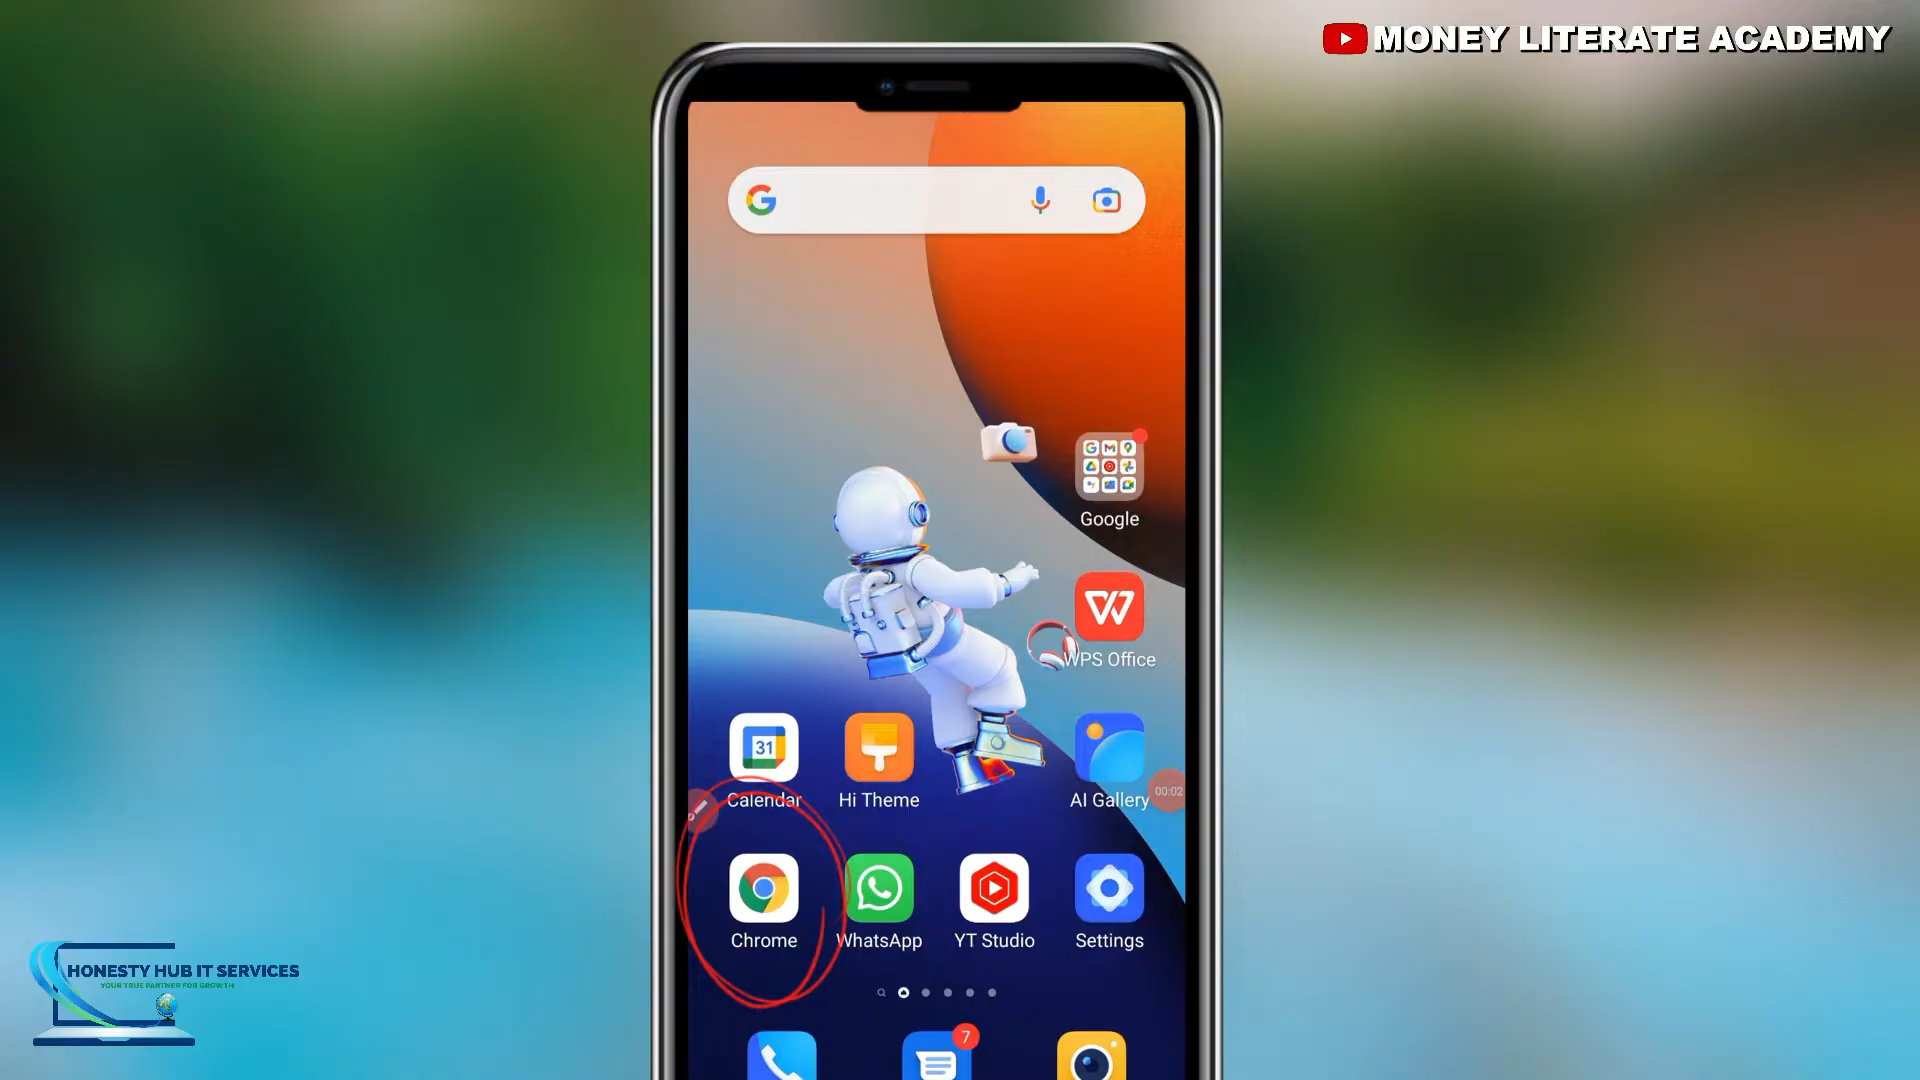 MONEY LITERATE ACADEMY
Google
WPS Office
31
Calendar
Hi Theme
AI Gallery
00:02
Chrome
WhatsApp
YT Studio
Settings
7
HONESTY HUB IT SERVICES
YOUR TRUE PARTNER FOR GROWTH